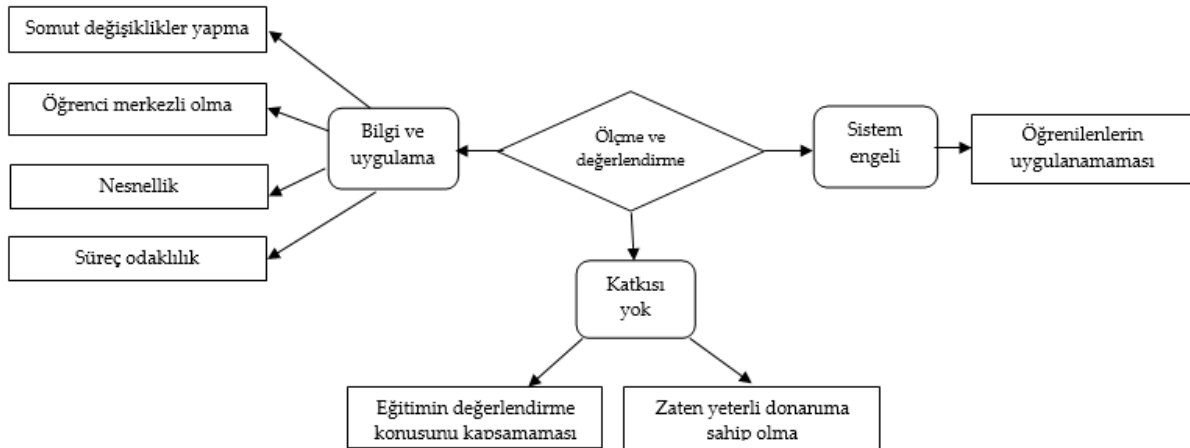 Somut değişiklikler yapma
Öğrenci merkezli olma
Nesnellik
Süreç odaklılık
Bilgi ve
uygulama
Ölçme ve
değerlendirme
Sistem
engeli
Öğrenilenlerin
uygulanamaması
Katkısı
yok
Eğitimin değerlendirme
konusunu kapsamaması
Zaten yeterli donanıma
sahip olma